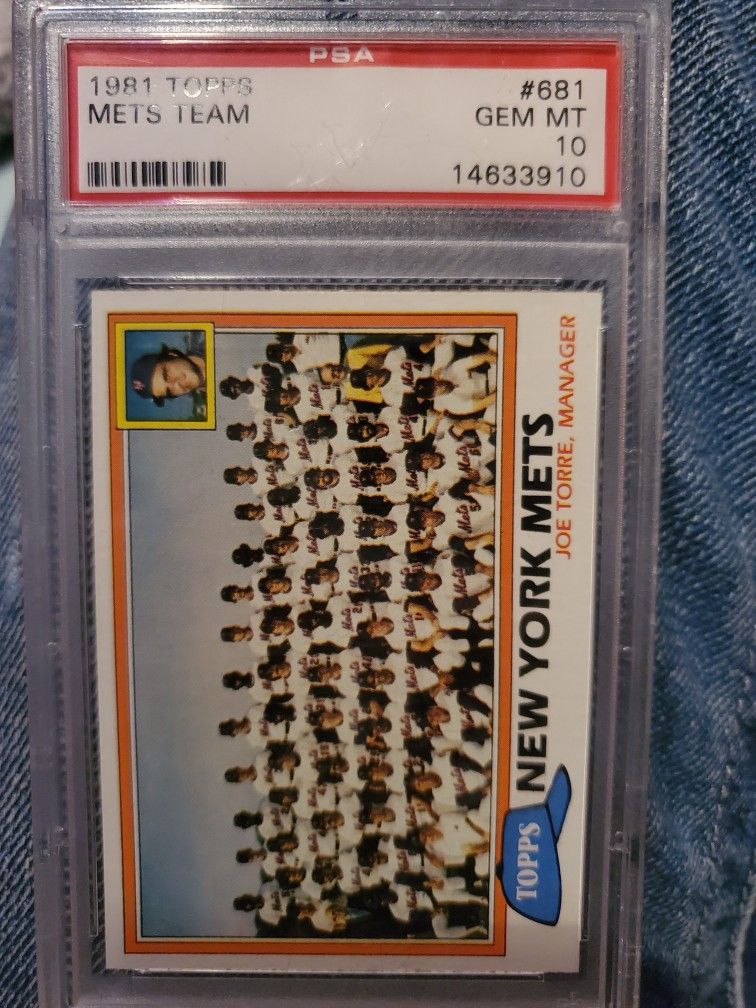 PSA
1981 TOPPS #681
METS TEAM GEM MT
10
14633910
NEW YORK METS
JOE TORRE, MANAGER
TOPPS